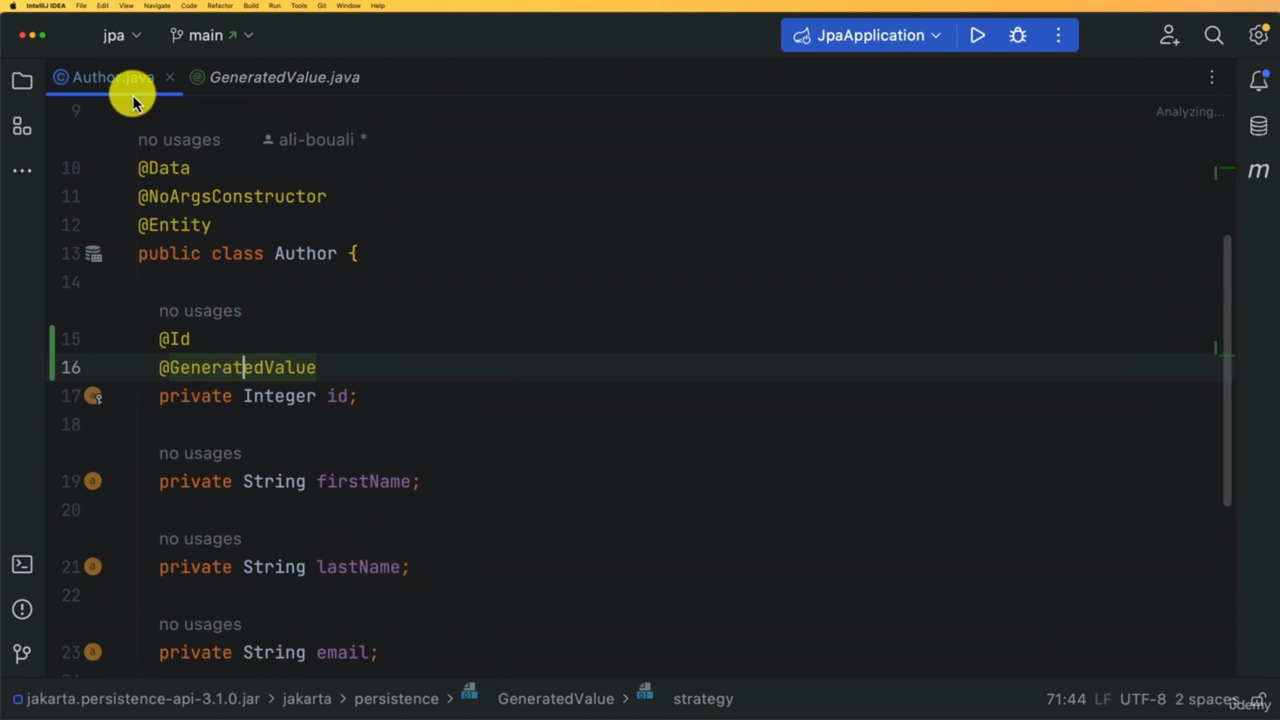 IntelliJ IDEA File Edit View Navigate Code Refactor Build Run Tools Git Window Help
jpa main JpaApplication
Author.java GeneratedValue.java
9 Analyzing...
no usages ali-bouali *
10 @Data
11 @NoArgsConstructor
12 @Entity
13 public class Author {
14
no usages
15 @Id
16 @GeneratedValue
17 private Integer id;
18
no usages
19 private String firstName;
20
no usages
21 private String lastName;
22
no usages
23 private String email;
jakarta.persistence-api-3.1.0.jar > jakarta > persistence > GeneratedValue > strategy 71:44 LF UTF-8 2 spaces
udemy